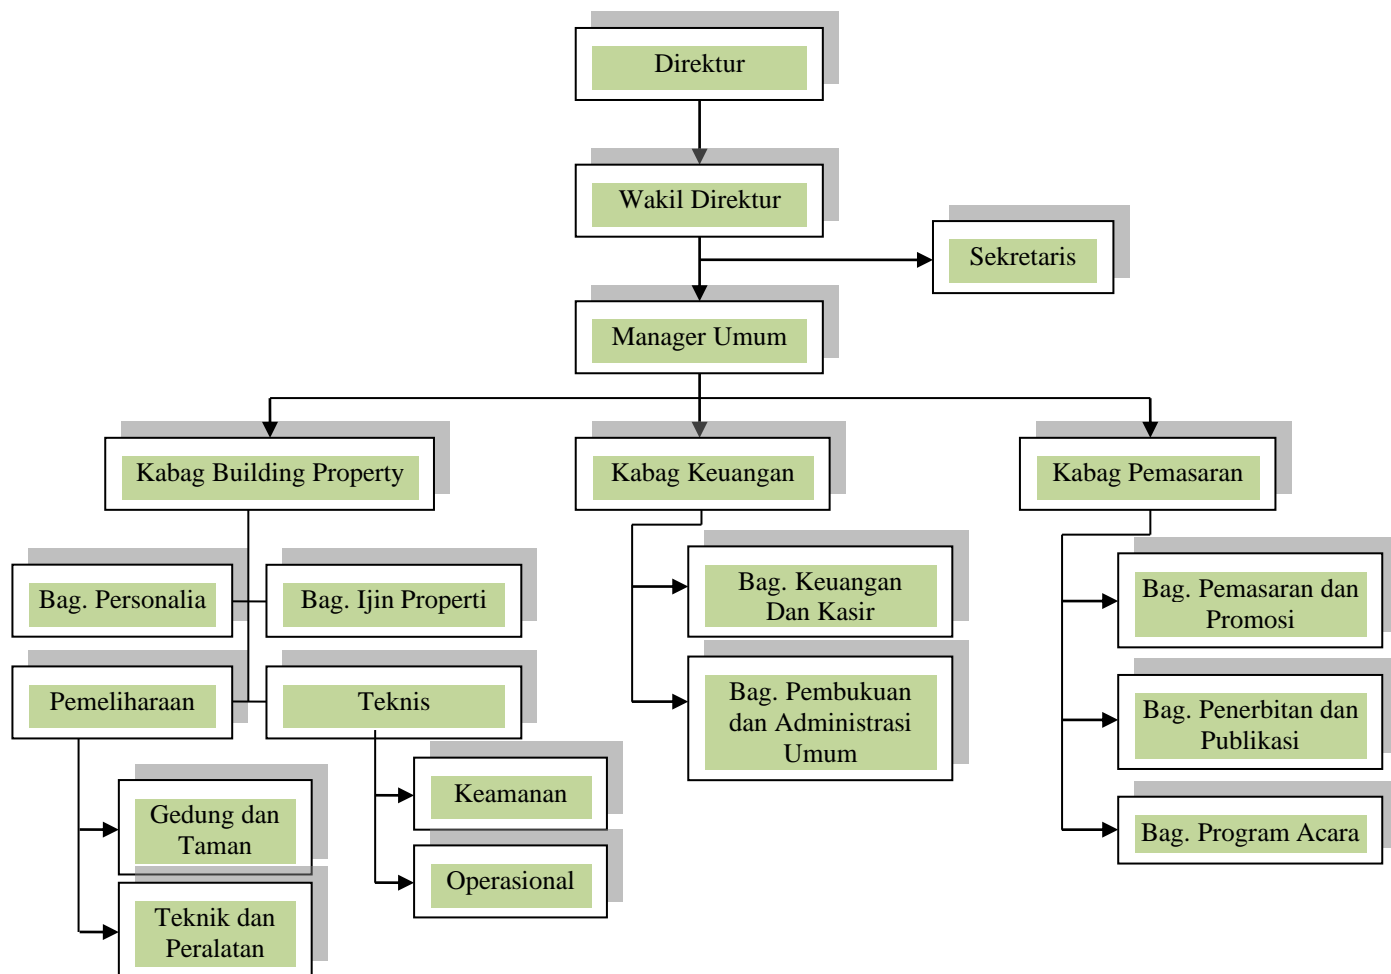 Direktur
Wakil Direktur
Sekretaris
Manager Umum
Kabag Building Property
Kabag Keuangan
Kabag Pemasaran
Bag. Personalia
Bag. Ijin Properti
Bag. Keuangan
Dan Kasir
Bag. Pemasaran dan
Promosi
Pemeliharaan
Teknis
Bag. Pembukuan
dan Administrasi
Umum
Bag. Penerbitan dan
Publikasi
Keamanan
Gedung dan
Taman
Bag. Program Acara
Operasional
Teknik dan
Peralatan